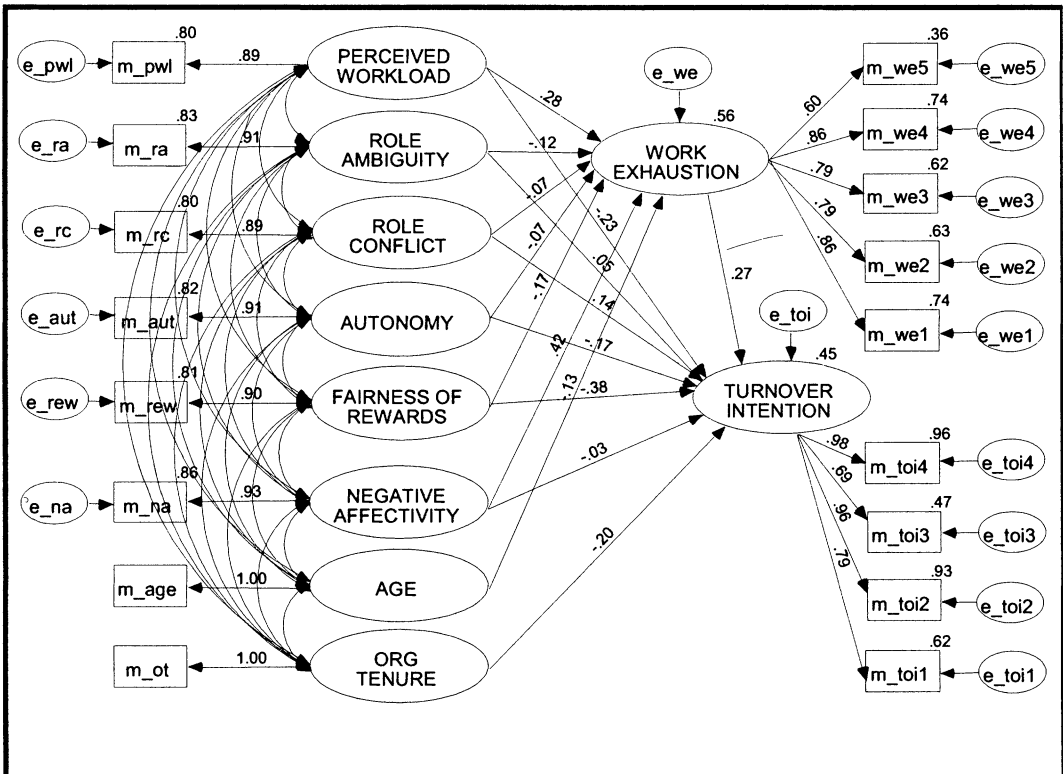 .80
e_pwl
m_pwl
.89
PERCEIVED
WORKLOAD
.83
e_ra
m_ra
.91
ROLE
AMBIGUITY
.80
e_rc
m_rc
.89
ROLE
CONFLICT
.82
e_aut
m_aut
.91
AUTONOMY
.81
e_rew
m_rew
.90
FAIRNESS OF
REWARDS
.86
e_na
m_na
.93
NEGATIVE
AFFECTIVITY
m_age
1.00
AGE
m_ot
1.00
ORG
TENURE
.28
-.12
-.07
-.07
-.17
.42
-.13
-.23
.05
.14
-.17
-.38
-.03
-.20
e_we
.56
WORK
EXHAUSTION
.27
e_toi
.45
TURNOVER
INTENTION
.60
.86
.79
.79
.86
.36
m_we5
e_we5
.74
m_we4
e_we4
.62
m_we3
e_we3
.63
m_we2
e_we2
.74
m_we1
e_we1
.98
.69
.96
.79
.96
m_toi4
e_toi4
.47
m_toi3
e_toi3
.93
m_toi2
e_toi2
.62
m_toi1
e_toi1